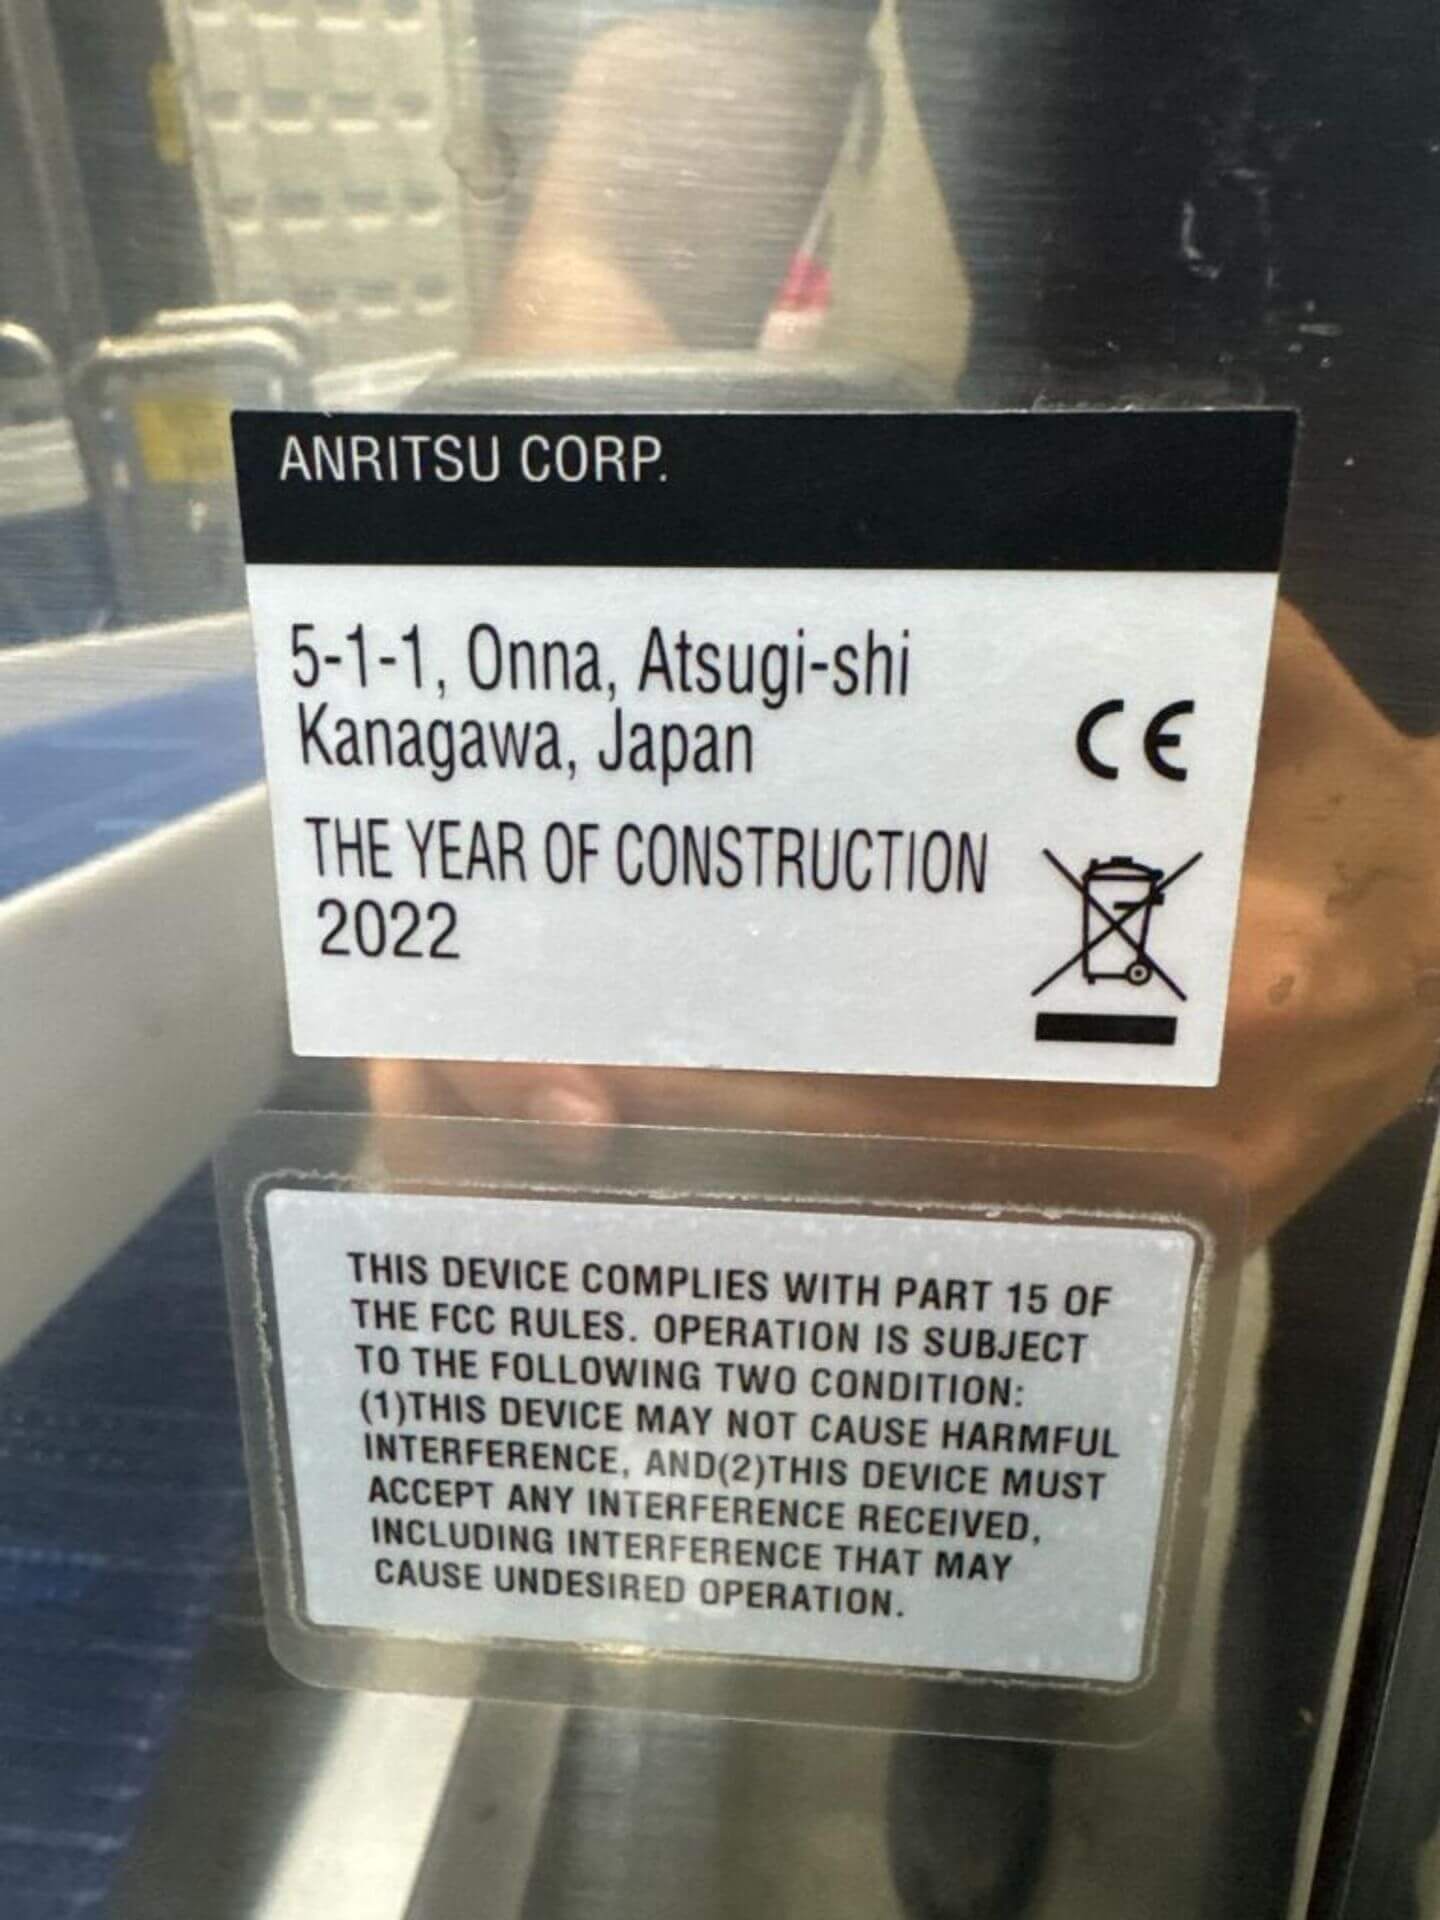 ANRITSU CORP.
5-1-1, Onna, Atsugi-shi
Kanagawa, Japan
THE YEAR OF CONSTRUCTION
2022
CE
THIS DEVICE COMPLIES WITH PART 15 OF
THE FCC RULES. OPERATION IS SUBJECT
TO THE FOLLOWING TWO CONDITION:
(1)THIS DEVICE MAY NOT CAUSE HARMFUL
INTERFERENCE, AND(2)THIS DEVICE MUST
ACCEPT ANY INTERFERENCE RECEIVED,
INCLUDING INTERFERENCE THAT MAY
CAUSE UNDESIRED OPERATION.